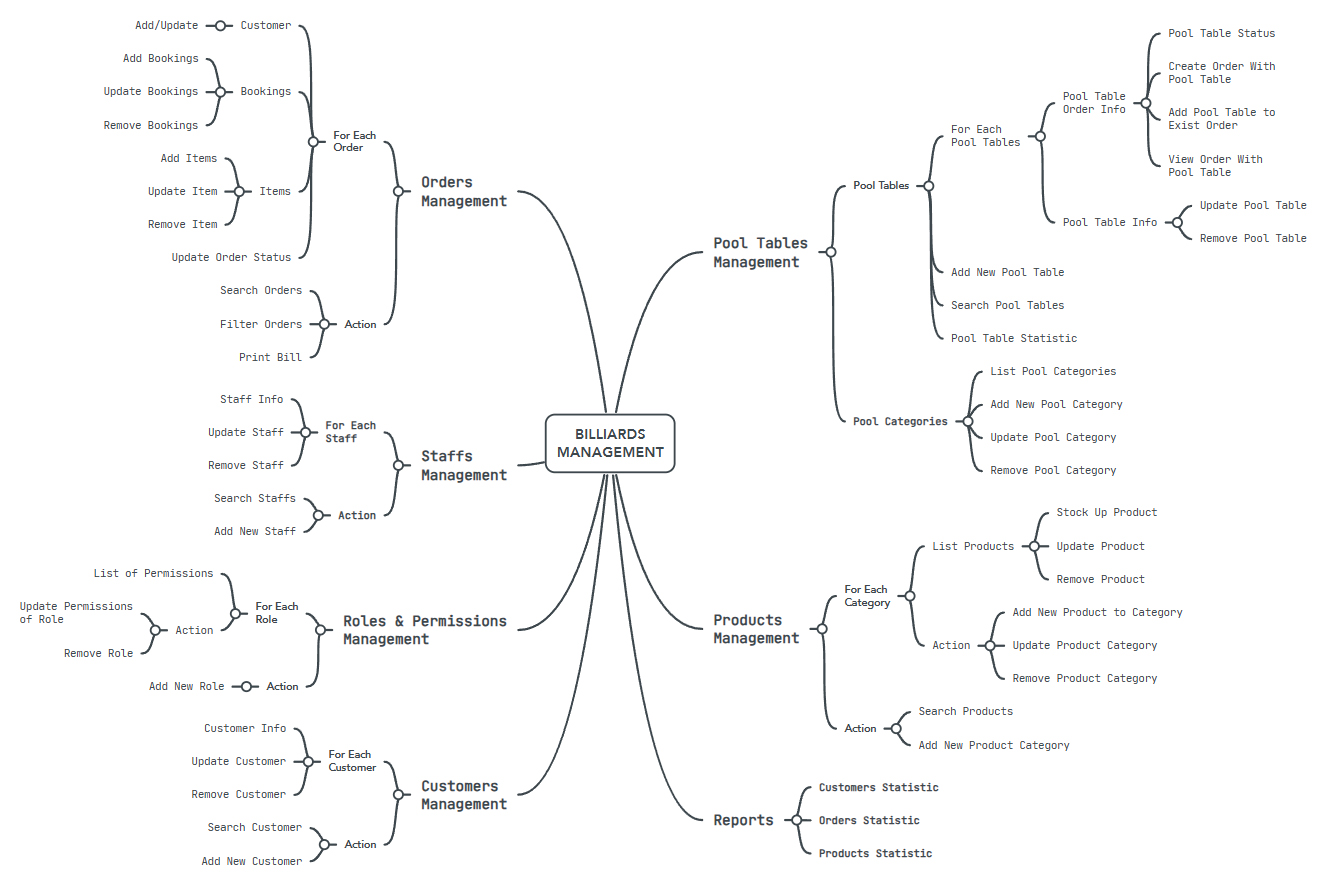 BILLIARDS
MANAGEMENT
Orders
Management
For Each
Order
Customer
Add/Update
Bookings
Add Bookings
Update Bookings
Remove Bookings
Items
Add Items
Update Item
Remove Item
Update Order Status
Action
Search Orders
Filter Orders
Print Bill
Staffs
Management
For Each
Staff
Staff Info
Update Staff
Remove Staff
Action
Search Staffs
Add New Staff
Roles & Permissions
Management
For Each
Role
List of Permissions
Action
Update Permissions
of Role
Remove Role
Action
Add New Role
Customers
Management
For Each
Customer
Customer Info
Update Customer
Remove Customer
Action
Search Customer
Add New Customer
Pool Tables
Management
Pool Tables
For Each
Pool Tables
Pool Table
Order Info
Pool Table Status
Create Order With
Pool Table
Add Pool Table to
Exist Order
View Order With
Pool Table
Pool Table Info
Update Pool Table
Remove Pool Table
Add New Pool Table
Search Pool Tables
Pool Table Statistic
Pool Categories
List Pool Categories
Add New Pool Category
Update Pool Category
Remove Pool Category
Products
Management
For Each
Category
List Products
Stock Up Product
Update Product
Remove Product
Action
Add New Product to Category
Update Product Category
Remove Product Category
Action
Search Products
Add New Product Category
Reports
Customers Statistic
Orders Statistic
Products Statistic